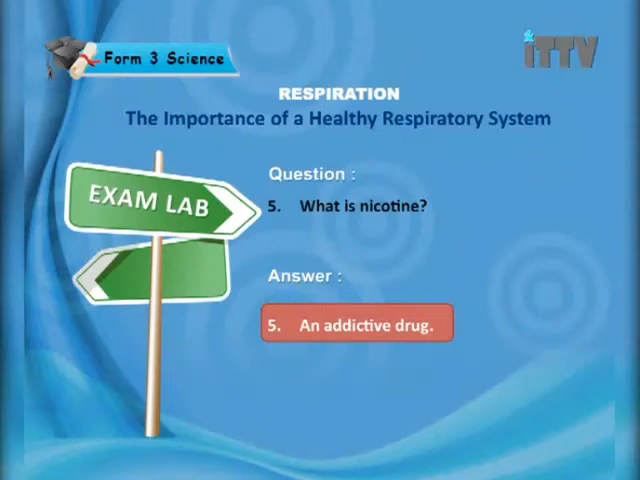 Form 3 Science
iTTV
RESPIRATION
The Importance of a Healthy Respiratory System
EXAM LAB
Question :
5. What is nicotine?
Answer :
5. An addictive drug.